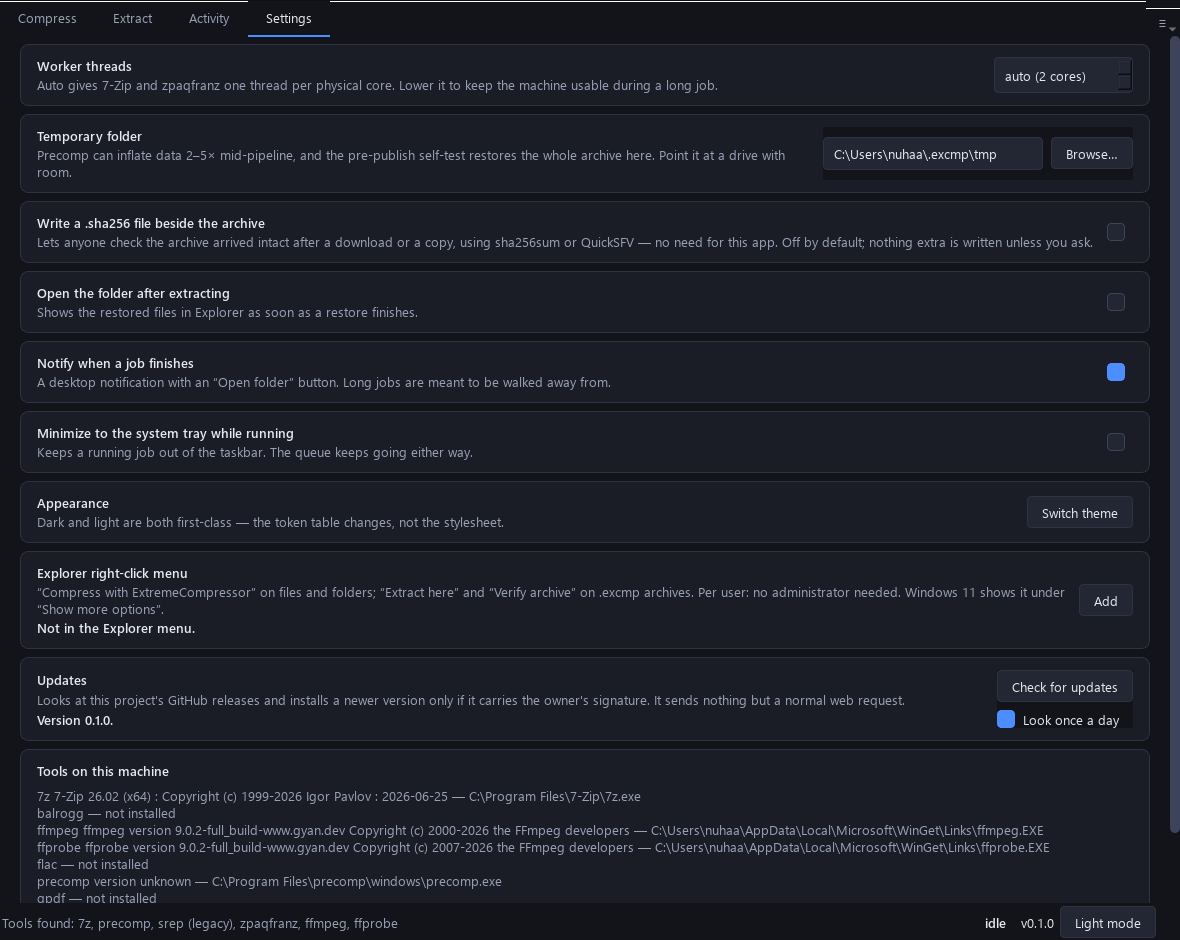 Compress Extract Activity Settings
Worker threads
Auto gives 7-Zip and zpaqfranz one thread per physical core. Lower it to keep the machine usable during a long job.
auto (2 cores)
Temporary folder
Precomp can inflate data 2–5× mid-pipeline, and the pre-publish self-test restores the whole archive here. Point it at a drive with
room.
C:\Users\nuhaa\.excmp\tmp
Browse...
Write a .sha256 file beside the archive
Lets anyone check the archive arrived intact after a download or a copy, using sha256sum or QuickSFV — no need for this app. Off by default; nothing extra is written unless you ask.
Open the folder after extracting
Shows the restored files in Explorer as soon as a restore finishes.
Notify when a job finishes
A desktop notification with an “Open folder” button. Long jobs are meant to be walked away from.
Minimize to the system tray while running
Keeps a running job out of the taskbar. The queue keeps going either way.
Appearance
Dark and light are both first-class — the token table changes, not the stylesheet.
Switch theme
Explorer right-click menu
“Compress with ExtremeCompressor” on files and folders; “Extract here” and “Verify archive” on .excmp archives. Per user: no administrator needed. Windows 11 shows it under
“Show more options”.
Not in the Explorer menu.
Add
Updates
Looks at this project's GitHub releases and installs a newer version only if it carries the owner's signature. It sends nothing but a normal web request.
Version 0.1.0.
Check for updates
Look once a day
Tools on this machine
7z 7-Zip 26.02 (x64) : Copyright (c) 1999-2026 Igor Pavlov : 2026-06-25 — C:\Program Files\7-Zip\7z.exe
balrogg — not installed
ffmpeg ffmpeg version 9.0.2-full_build-www.gyan.dev Copyright (c) 2000-2026 the FFmpeg developers — C:\Users\nuhaa\AppData\Local\Microsoft\WinGet\Links\ffmpeg.EXE
ffprobe ffprobe version 9.0.2-full_build-www.gyan.dev Copyright (c) 2007-2026 the FFmpeg developers — C:\Users\nuhaa\AppData\Local\Microsoft\WinGet\Links\ffprobe.EXE
flac — not installed
precomp version unknown — C:\Program Files\precomp\windows\precomp.exe
qpdf — not installed
Tools found: 7z, precomp, srep (legacy), zpaqfranz, ffmpeg, ffprobe
idle v0.1.0 Light mode